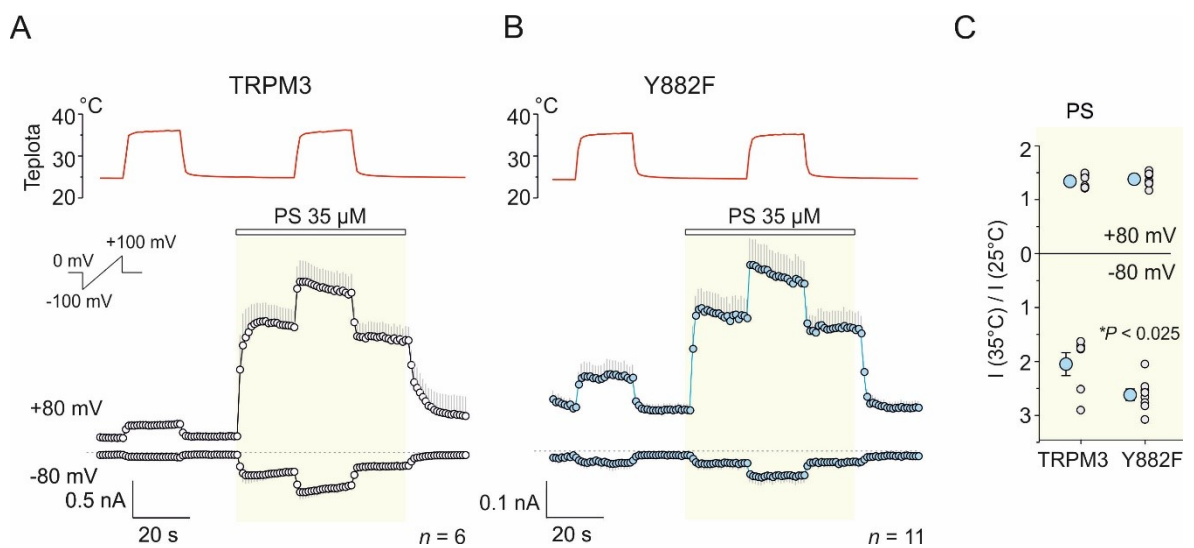 A
B
C
TRPM3
Y882F
°C
40
30
20
Teplota
°C
40
30
20
PS
PS 35 µM
PS 35 µM
+100 mV
0 mV
-100 mV
+80 mV
-80 mV
0.5 nA
20 s
n = 6
0.1 nA
20 s
n = 11
I (35°C) / I (25°C)
2
1
0
1
2
3
+80 mV
-80 mV
*P < 0.025
TRPM3 Y882F